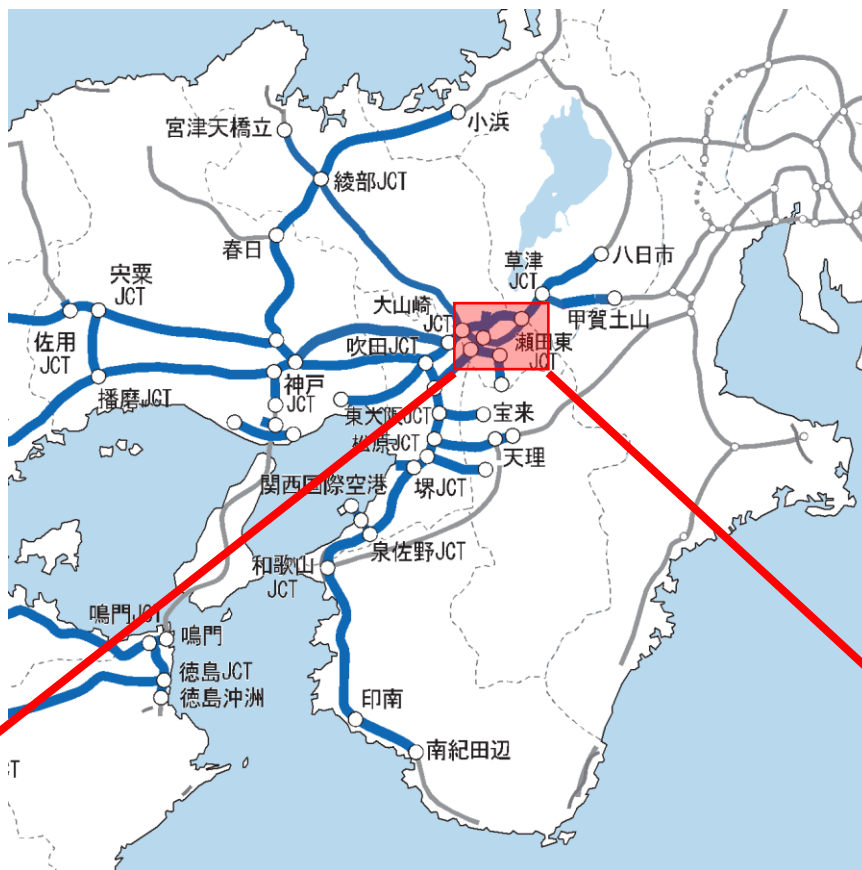 宮津天橋立
小浜
綾部JCT
春日
草津
JCT
八日市
宍粟
JCT
大山崎
JCT
甲賀土山
佐用
JCT
吹田JCT
瀬田東
JCT
播磨JCT
神戸
JCT
東大阪JCT
宝来
松原JCT
天理
関西国際空港
堺JCT
泉佐野JCT
和歌山
JCT
鳴門JCT
鳴門
徳島JCT
徳島沖洲
印南
南紀田辺
CT